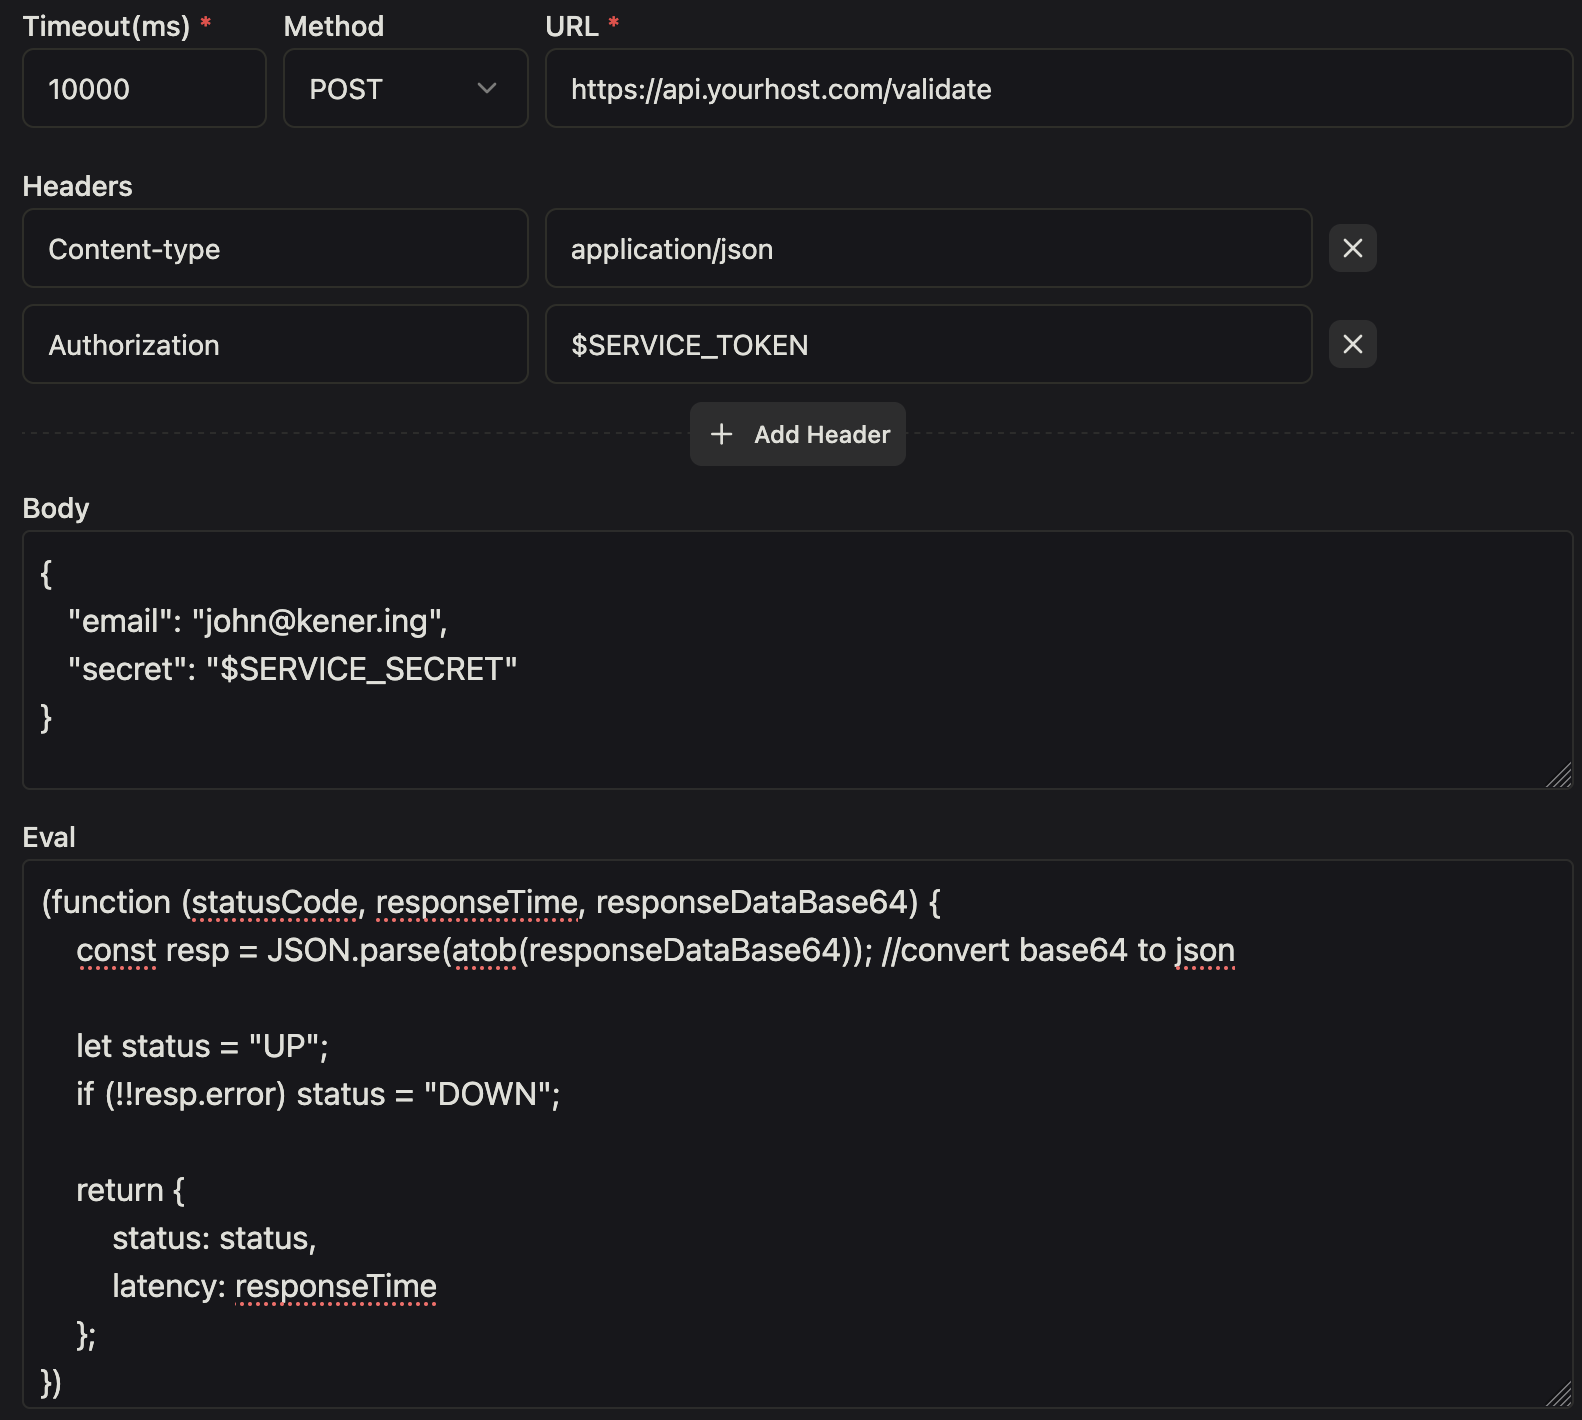 Timeout(ms) * Method URL *
10000 POST https://api.yourhost.com/validate
Headers
Content-type application/json
Authorization $SERVICE_TOKEN
+ Add Header
Body
{
"email": "john@kener.ing",
"secret": "$SERVICE_SECRET"
}
Eval
(function (statusCode, responseTime, responseDataBase64) {
const resp = JSON.parse(atob(responseDataBase64)); //convert base64 to json
let status = "UP";
if (!!resp.error) status = "DOWN";
return {
status: status,
latency: responseTime
};
})